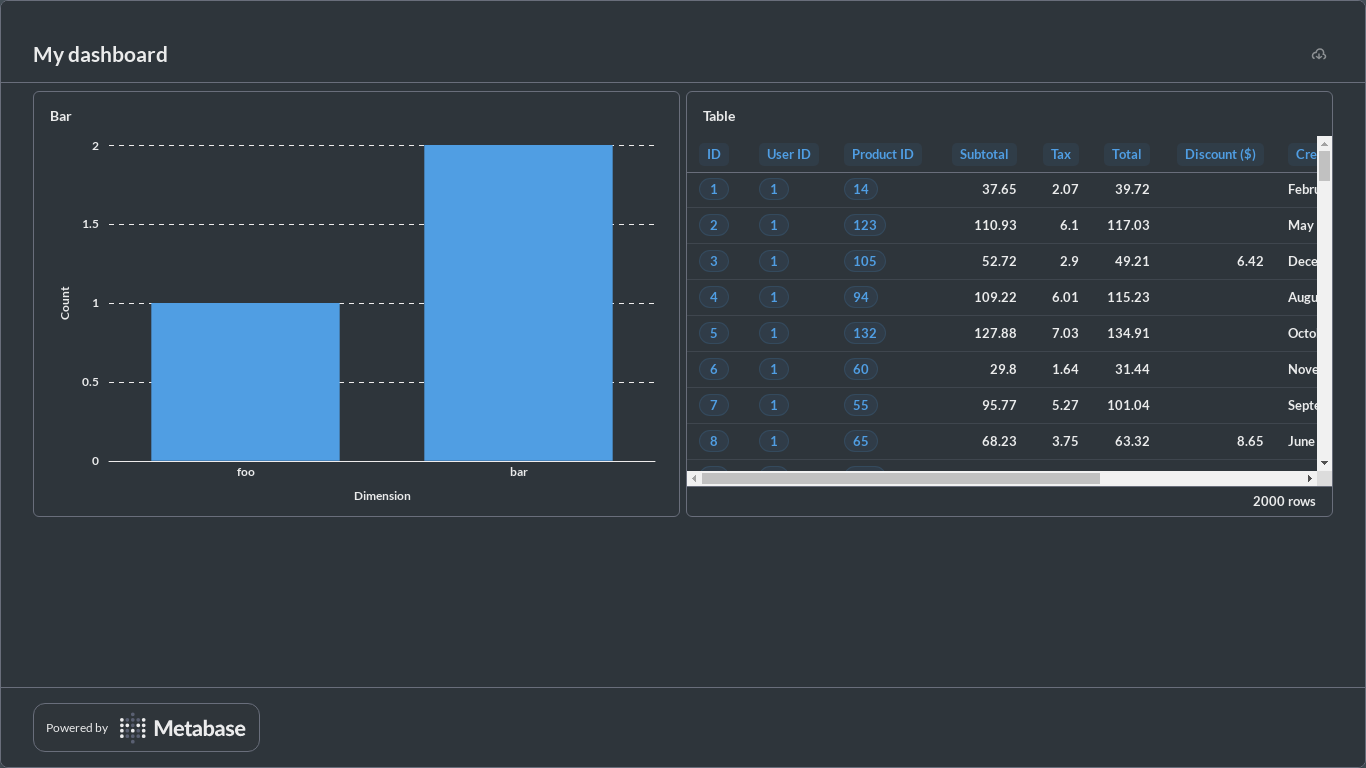 My dashboard
Bar
2
1.5
1
0.5
0
Count
foo bar
Dimension
Table
ID User ID Product ID Subtotal Tax Total Discount ($) Cre
1 1 14 37.65 2.07 39.72 Febru
2 1 123 110.93 6.1 117.03 May
3 1 105 52.72 2.9 49.21 6.42 Dece
4 1 94 109.22 6.01 115.23 Augu
5 1 132 127.88 7.03 134.91 Octo
6 1 60 29.8 1.64 31.44 Nove
7 1 55 95.77 5.27 101.04 Septe
8 1 65 68.23 3.75 63.32 8.65 June
2000 rows
Powered by Metabase